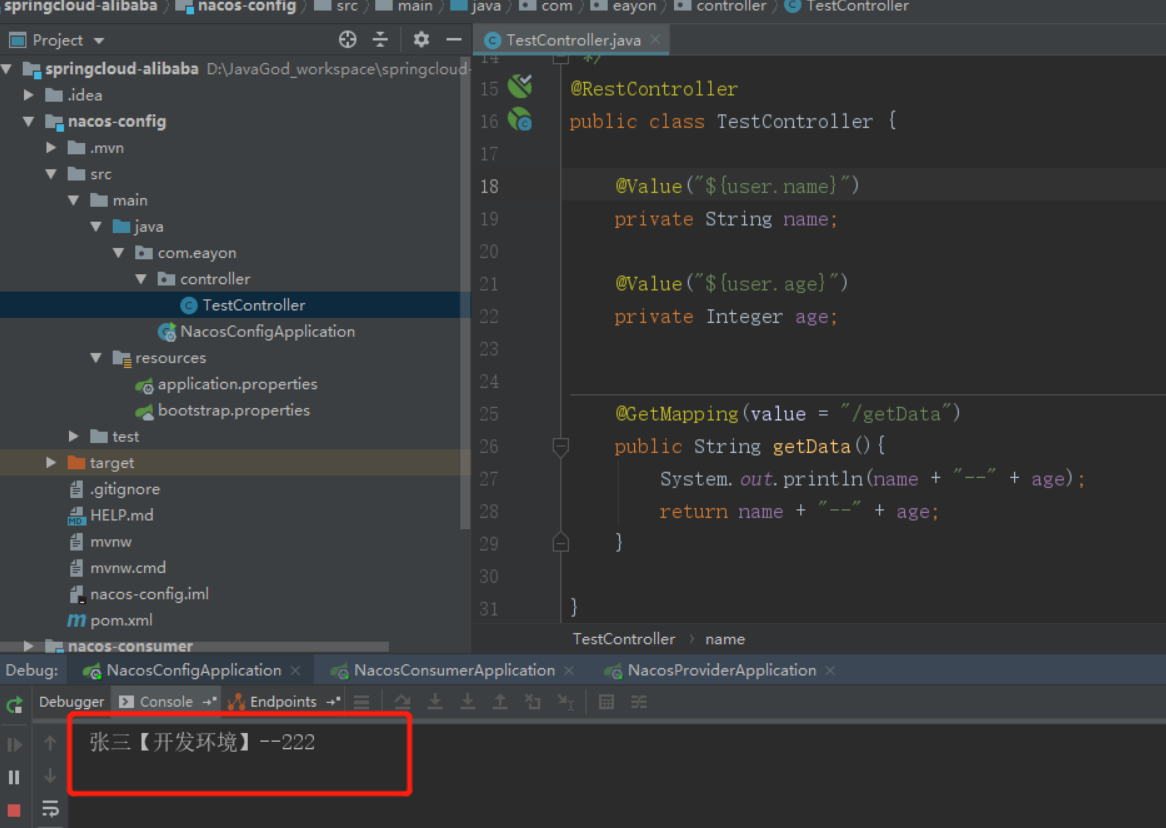 springcloud-alibaba nacos-config src main java com eayon controller TestController
Project
TestController.java
springcloud-alibaba D:\JavaGod_workspace\springcloud-
.idea
nacos-config
.mvn
src
main
java
com.eayon
controller
TestController
NacosConfigApplication
resources
application.properties
bootstrap.properties
test
target
.gitignore
HELP.md
mvnw
mvnw.cmd
nacos-config.iml
pom.xml
nacos-consumer
14 */
15 @RestController
16 public class TestController {
17
18 @Value("${user.name}")
19 private String name;
20
21 @Value("${user.age}")
22 private Integer age;
23
24
25 @GetMapping(value = "/getData")
26 public String getData(){
27 System.out.println(name + "--" + age);
28 return name + "--" + age;
29 }
30
31 }
TestController › name
Debug: NacosConfigApplication × NacosConsumerApplication × NacosProviderApplication ×
Debugger Console Endpoints
张三【开发环境】--222